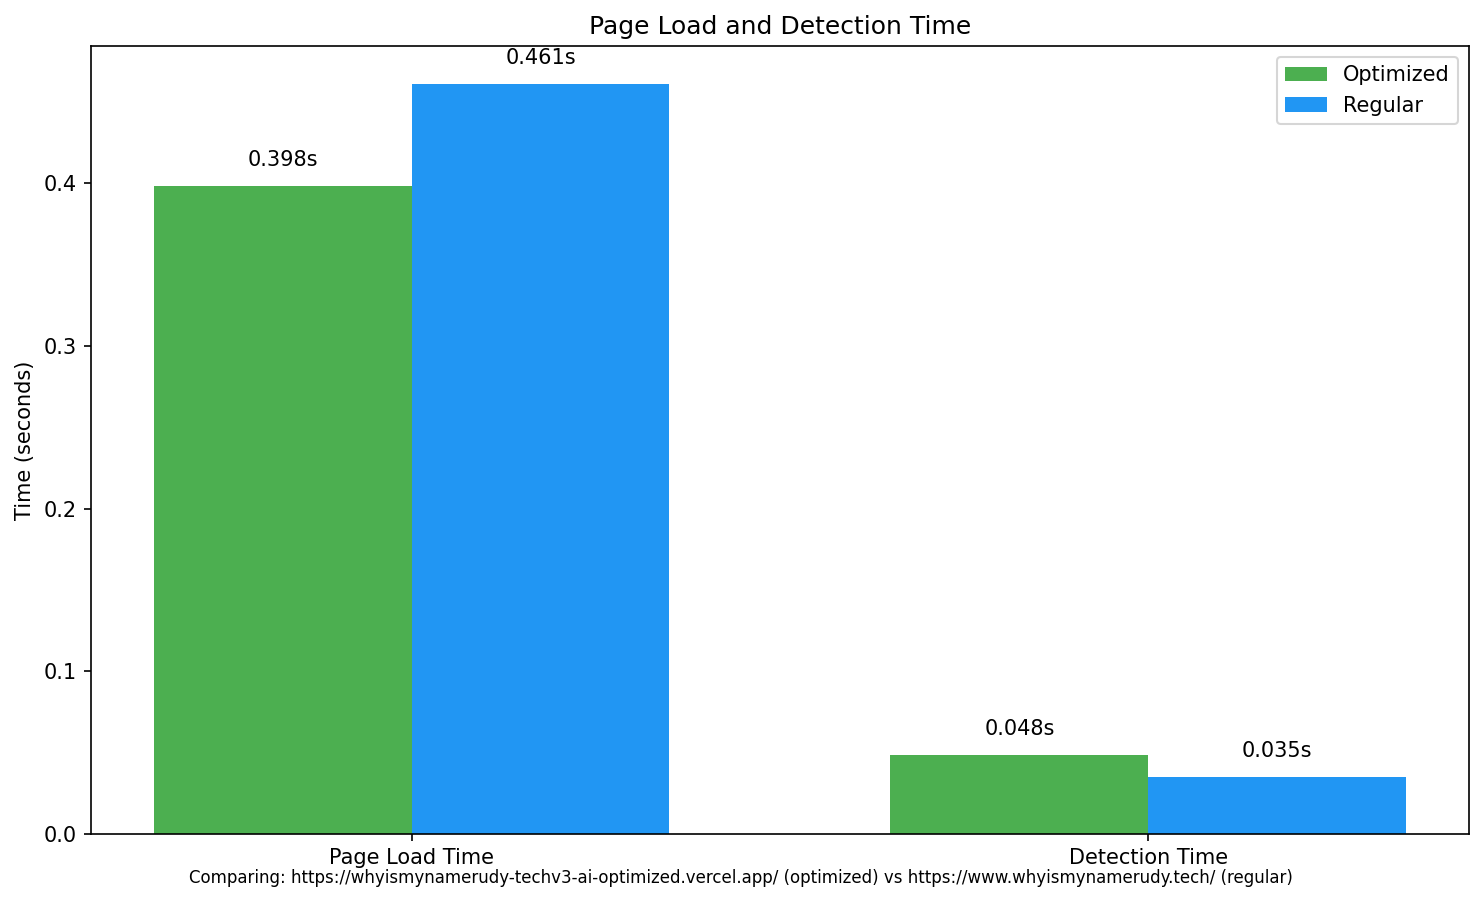 Page Load and Detection Time
Optimized
Regular
0.461s
0.398s
0.048s
0.035s
Time (seconds)
0.4
0.3
0.2
0.1
0.0
Page Load Time
Detection Time
Comparing: https://whyismynamerudy-techv3-ai-optimized.vercel.app/ (optimized) vs https://www.whyismynamerudy.tech/ (regular)